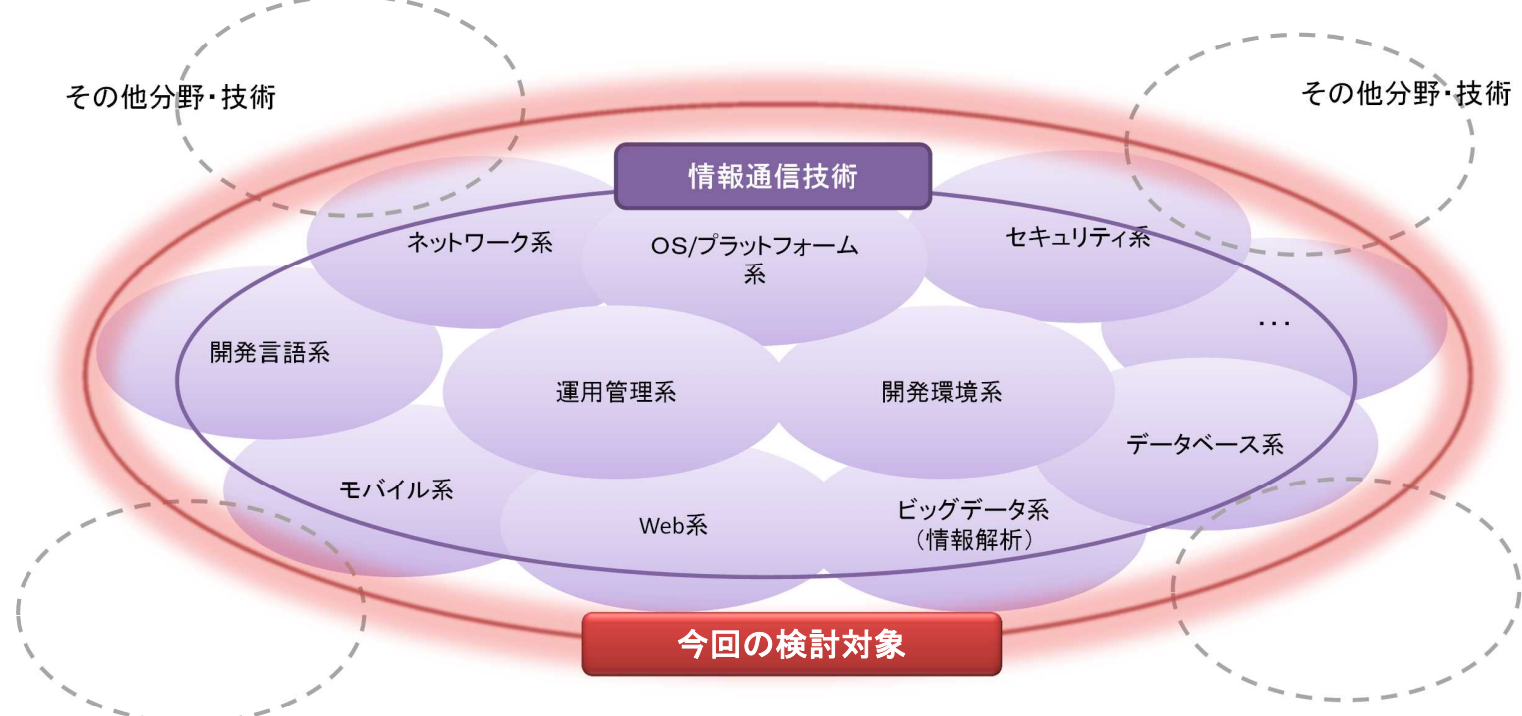 その他分野・技術
その他分野・技術
情報通信技術
ネットワーク系
OS/プラットフォーム
系
セキュリティ系
・・・
開発言語系
運用管理系
開発環境系
データベース系
モバイル系
Web系
ビッグデータ系
（情報解析）
今回の検討対象